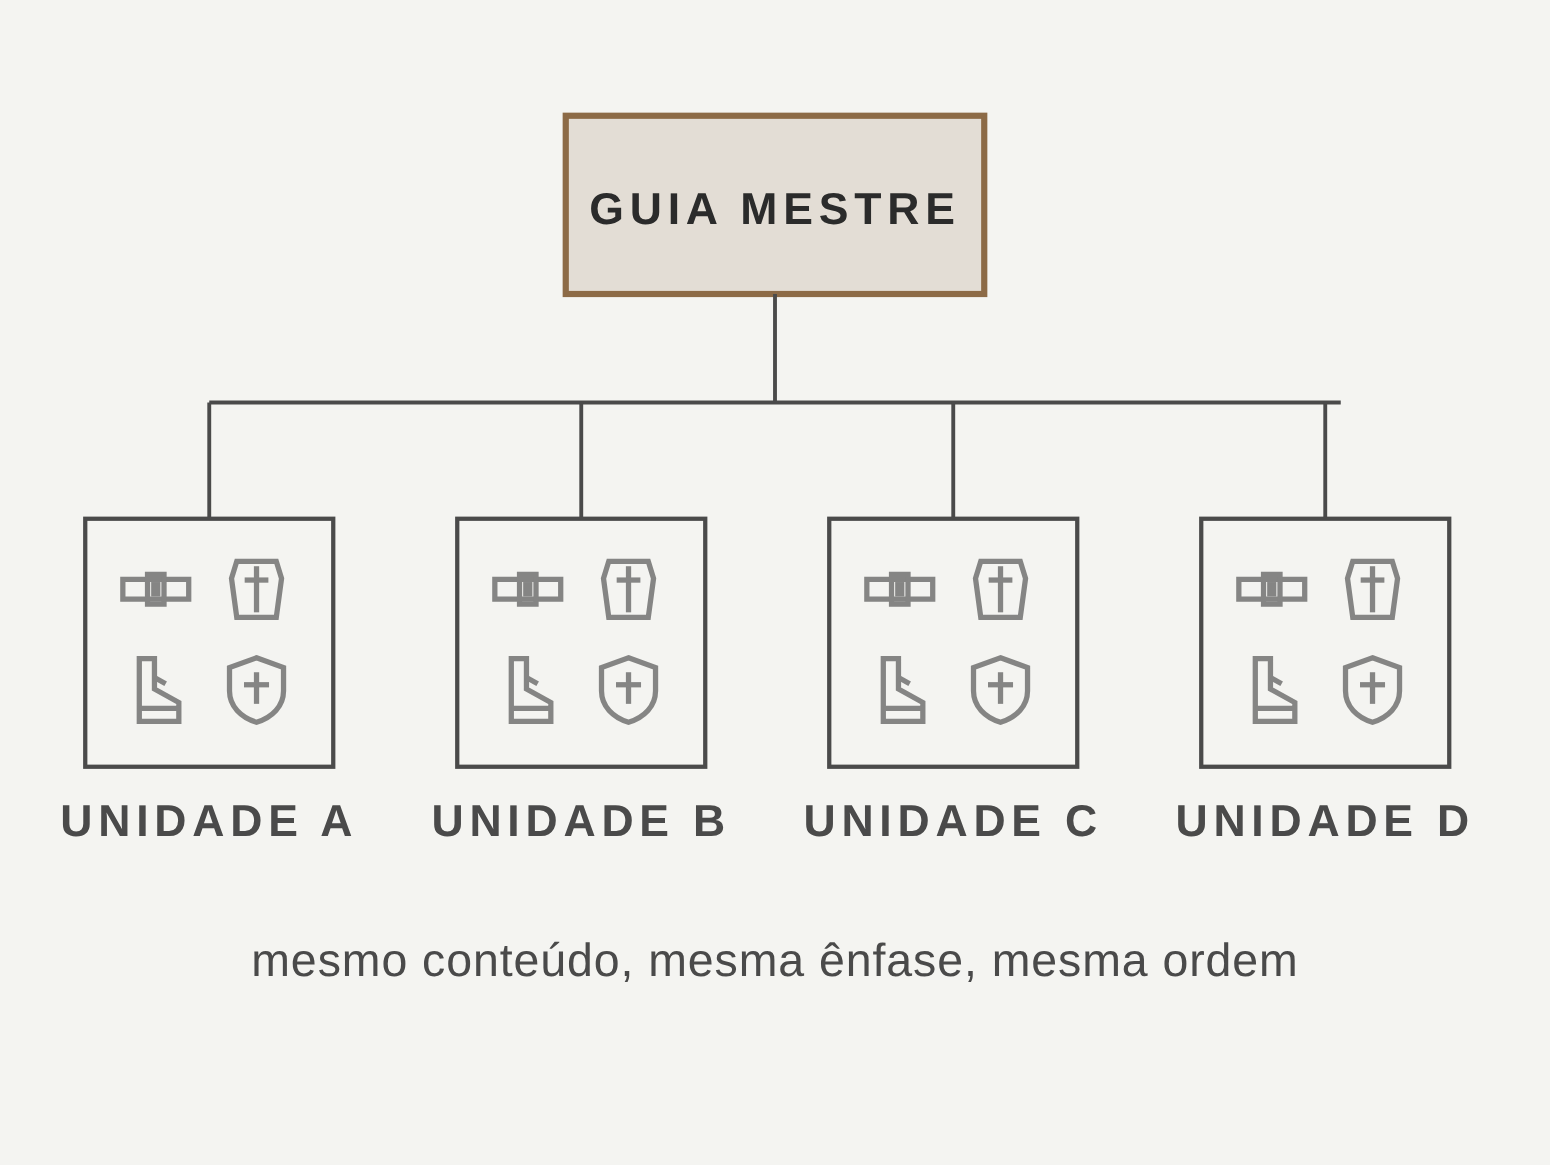 GUIA MESTRE
UNIDADE A
UNIDADE B
UNIDADE C
UNIDADE D
mesmo conteúdo, mesma ênfase, mesma ordem